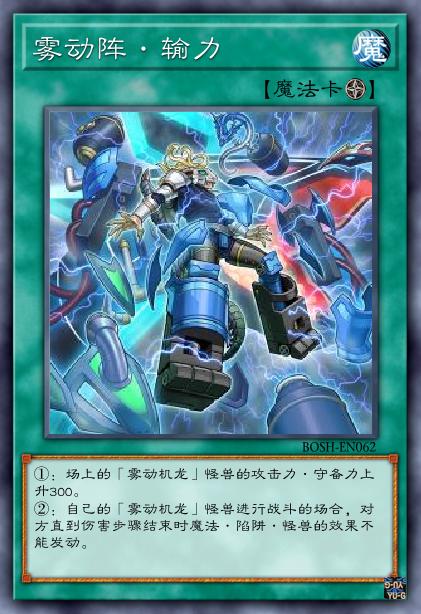 雾动阵·输力
魔
【魔法卡】
BOSH-EN062
①：场上的「雾动机龙」怪兽的攻击力·守备力上
升300。
②：自己的「雾动机龙」怪兽进行战斗的场合，对
方直到伤害步骤结束时魔法·陷阱·怪兽的效果不
能发动。